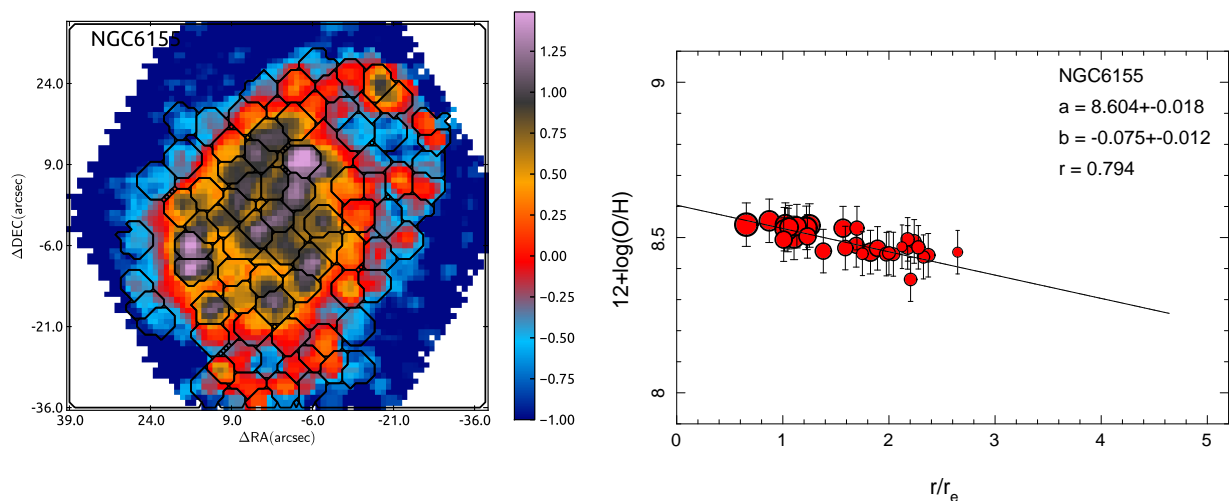 NGC6155
24.0
9.0
-6.0
-21.0
-36.0
39.0 24.0 9.0 -6.0 -21.0 -36.0
ΔDEC(arcsec)
ΔRA(arcsec)
1.25
1.00
0.75
0.50
0.25
0.00
−0.25
−0.50
−0.75
−1.00
NGC6155
a = 8.604+-0.018
b = -0.075+-0.012
r = 0.794
12+log(O/H)
9
8.5
8
0 1 2 3 4 5
r/re